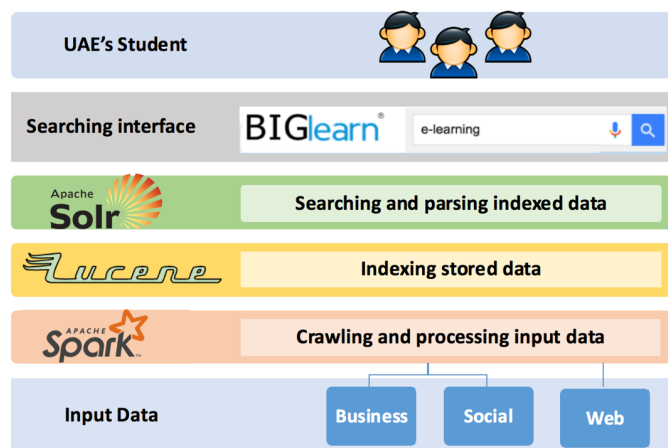 UAE's Student
Searching interface
BIGlearn®
e-learning
Apache
Solr
Searching and parsing indexed data
Lucene
Indexing stored data
APACHE
Spark™
Crawling and processing input data
Input Data
Business
Social
Web